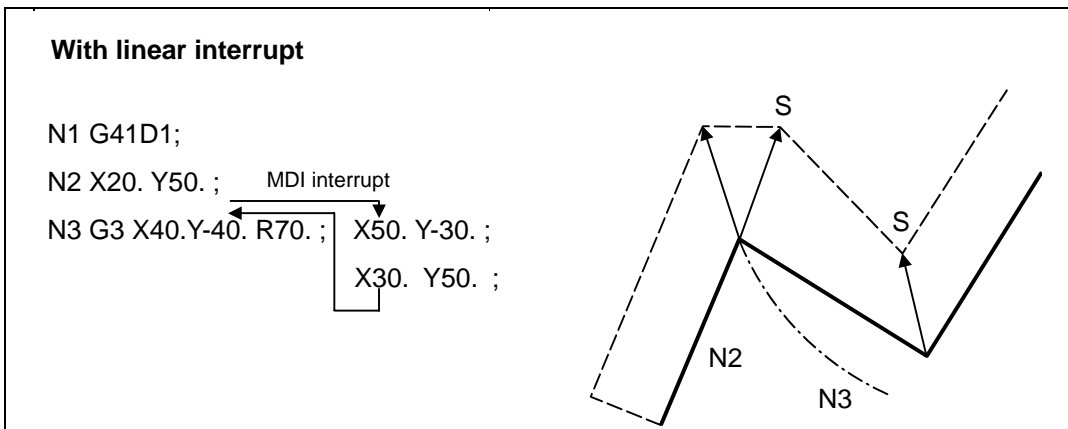 With linear interrupt
N1 G41D1;
N2 X20. Y50. ;
MDI interrupt
N3 G3 X40.Y-40. R70. ;
X50. Y-30. ;
X30. Y50. ;
S
S
N2
N3